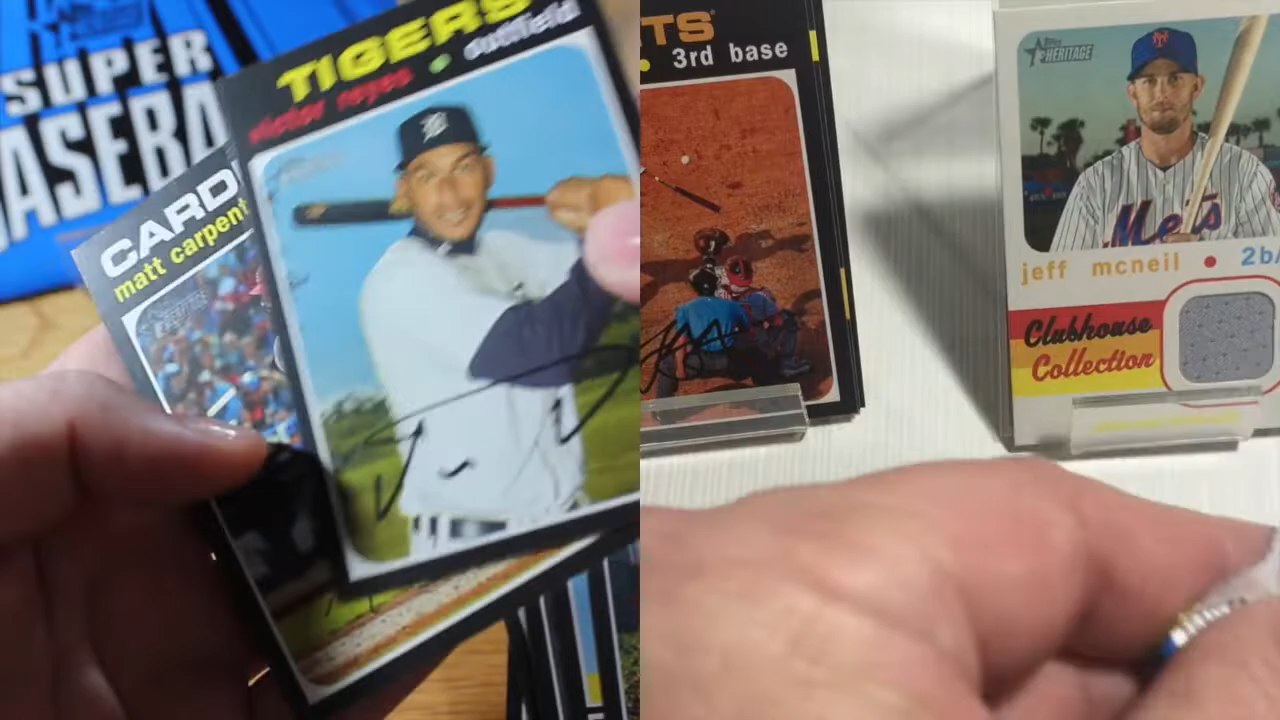 SUPER
BASEBA
TIGERS
victor reyes • outfield
CARD
matt carpent
TS
3rd base
Topps HERITAGE
Mets
jeff mcneil • 2b/
Clubhouse
Collection